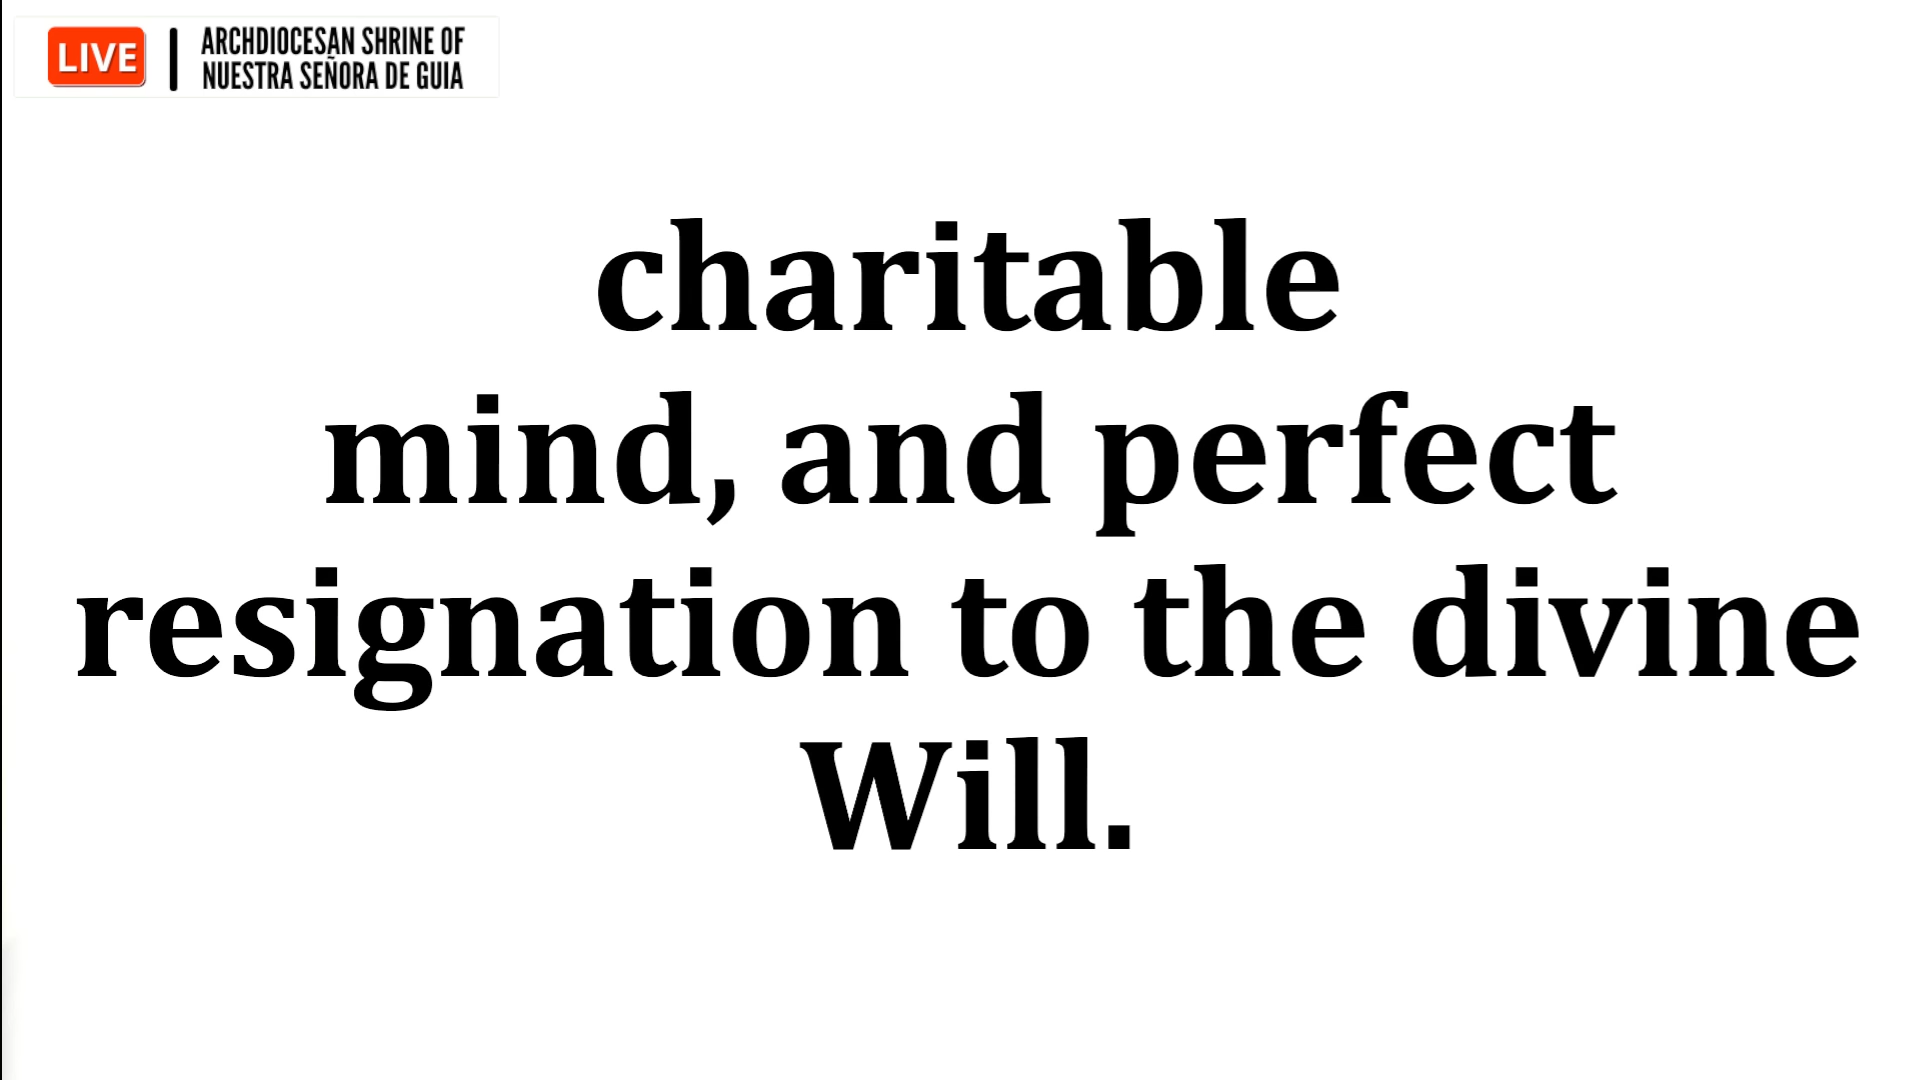 LIVE
ARCHDIOCESAN SHRINE OF
NUESTRA SEÑORA DE GUIA
charitable
mind, and perfect
resignation to the divine
Will.